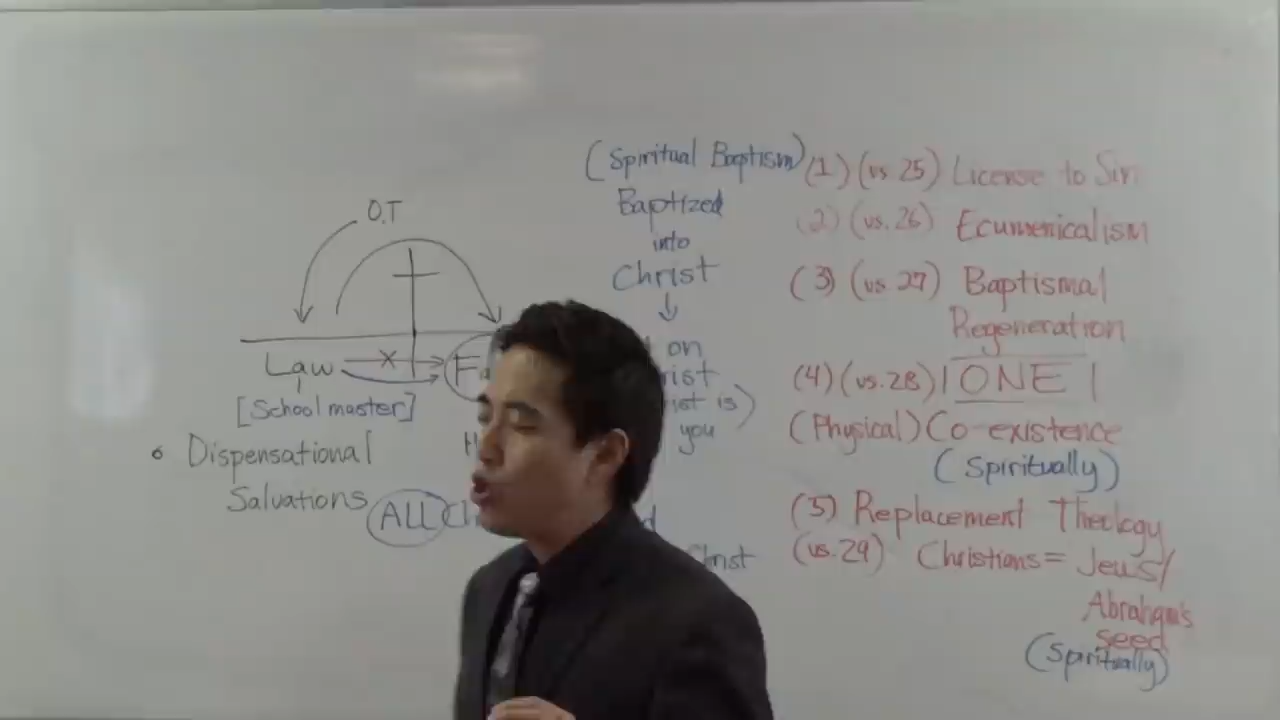 O.T
Law
[School master]
Dispensational
Salvations
ALL
(Spiritual Baptism)
Baptized
into
Christ
on
you
Christ
(1) (vs. 25) License to Sin
(2) (vs. 26) Ecumenicalism
(3) (vs. 27) Baptismal
Regeneration
(4) (vs. 28) ONE
(Physical) Co-existence
(Spiritually)
(5) Replacement Theology
(vs. 29) Christians = Jews/
Abraham's
seed
(Spiritually)